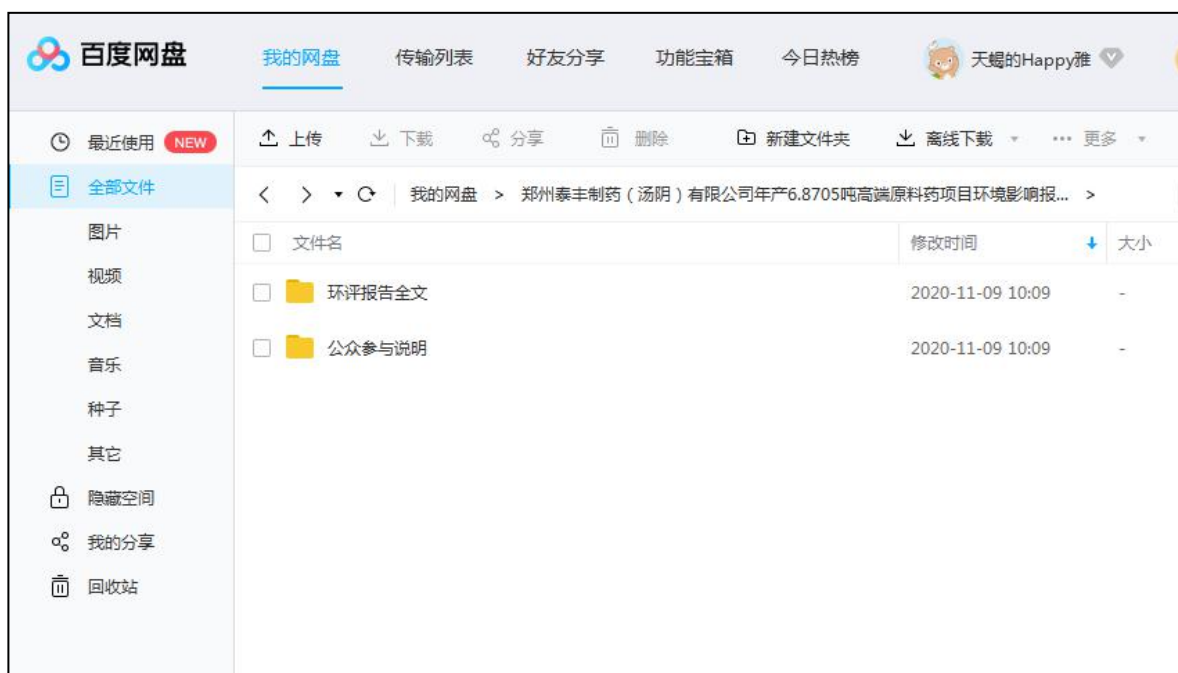 百度网盘 我的网盘 传输列表 好友分享 功能宝箱 今日热榜 天蝎的Happy雅
最近使用 NEW 上传 下载 分享 删除 新建文件夹 离线下载 ··· 更多
全部文件 我的网盘 > 郑州泰丰制药（汤阴）有限公司年产6.8705吨高端原料药项目环境影响报... >
图片 文件名 修改时间 大小
视频 环评报告全文 2020-11-09 10:09 -
文档 公众参与说明 2020-11-09 10:09 -
音乐
种子
其它
隐藏空间
我的分享
回收站